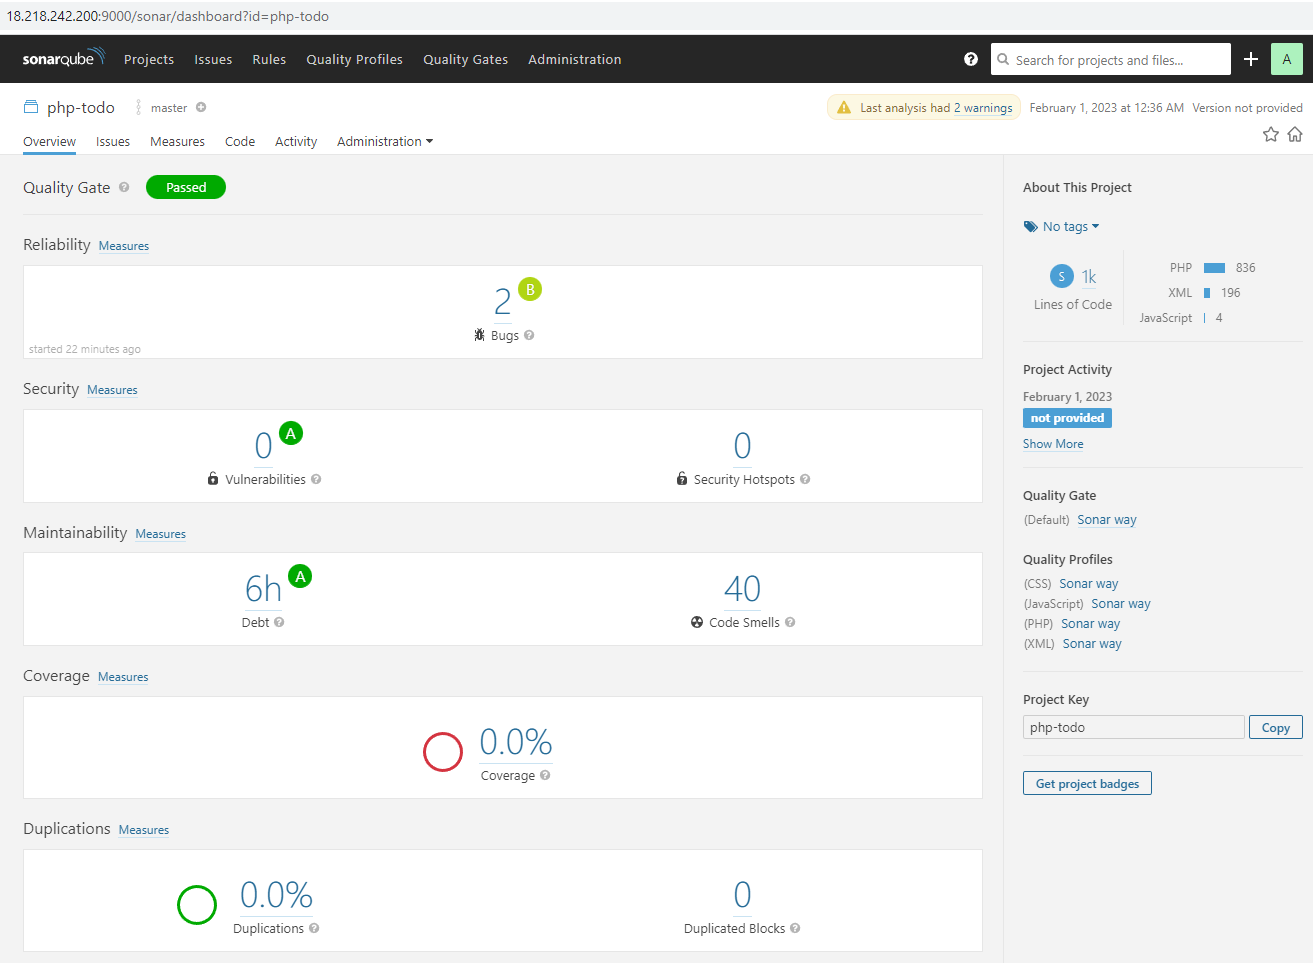 18.218.242.200:9000/sonar/dashboard?id=php-todo
sonarqube Projects Issues Rules Quality Profiles Quality Gates Administration ? Search for projects and files... + A
php-todo master Last analysis had 2 warnings February 1, 2023 at 12:36 AM Version not provided
Overview Issues Measures Code Activity Administration
Quality Gate ? Passed
Reliability Measures
2 B
Bugs ?
started 22 minutes ago
Security Measures
0 A
Vulnerabilities ?
0
Security Hotspots ?
Maintainability Measures
6h A
Debt ?
40
Code Smells ?
Coverage Measures
0.0%
Coverage ?
Duplications Measures
0.0%
Duplications ?
0
Duplicated Blocks ?
About This Project
No tags
S 1k
Lines of Code
PHP 836
XML 196
JavaScript 4
Project Activity
February 1, 2023
not provided
Show More
Quality Gate
(Default) Sonar way
Quality Profiles
(CSS) Sonar way
(JavaScript) Sonar way
(PHP) Sonar way
(XML) Sonar way
Project Key
php-todo Copy
Get project badges